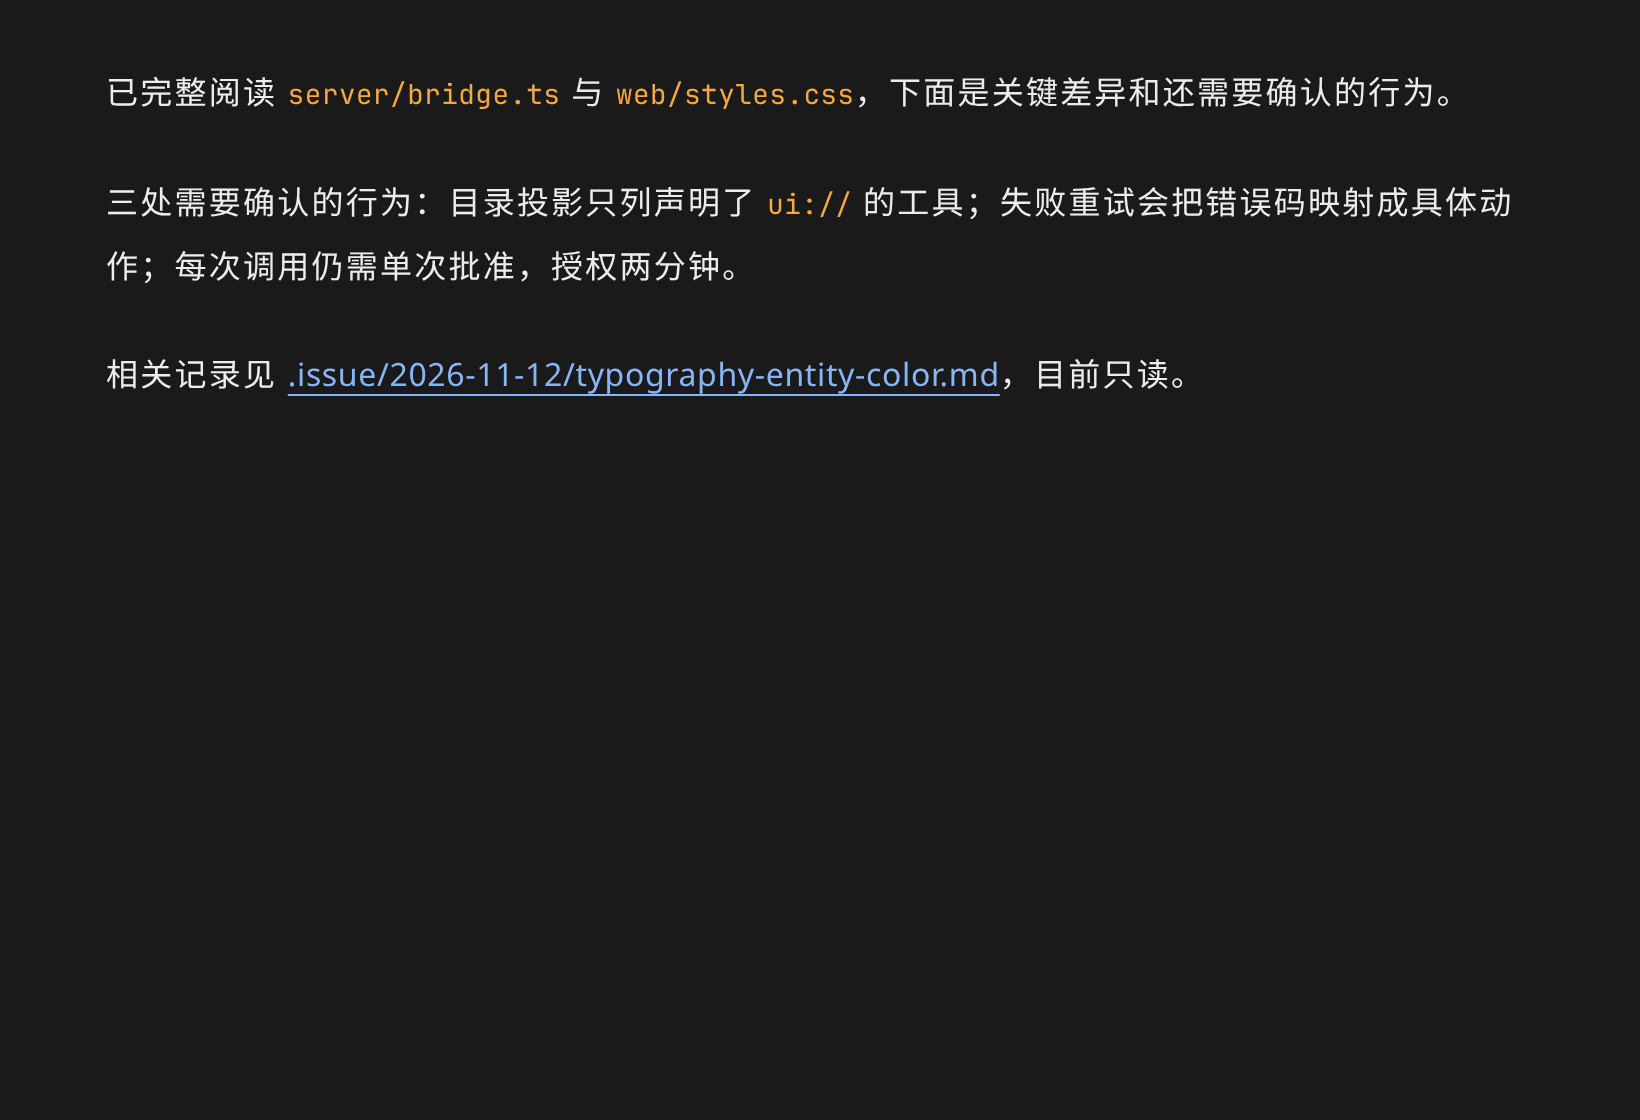 已完整阅读 server/bridge.ts 与 web/styles.css，下面是关键差异和还需要确认的行为。
三处需要确认的行为：目录投影只列声明了 ui:// 的工具；失败重试会把错误码映射成具体动
作；每次调用仍需单次批准，授权两分钟。
相关记录见 .issue/2026-11-12/typography-entity-color.md，目前只读。